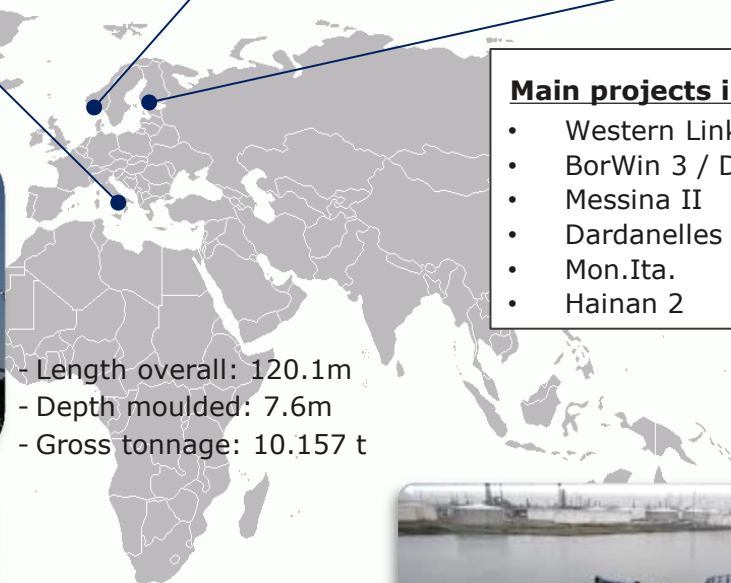 Main projects i
• Western Link
• BorWin 3 / D
• Messina II
• Dardanelles
• Mon.Ita.
• Hainan 2
- Length overall: 120.1m
- Depth moulded: 7.6m
- Gross tonnage: 10.157 t